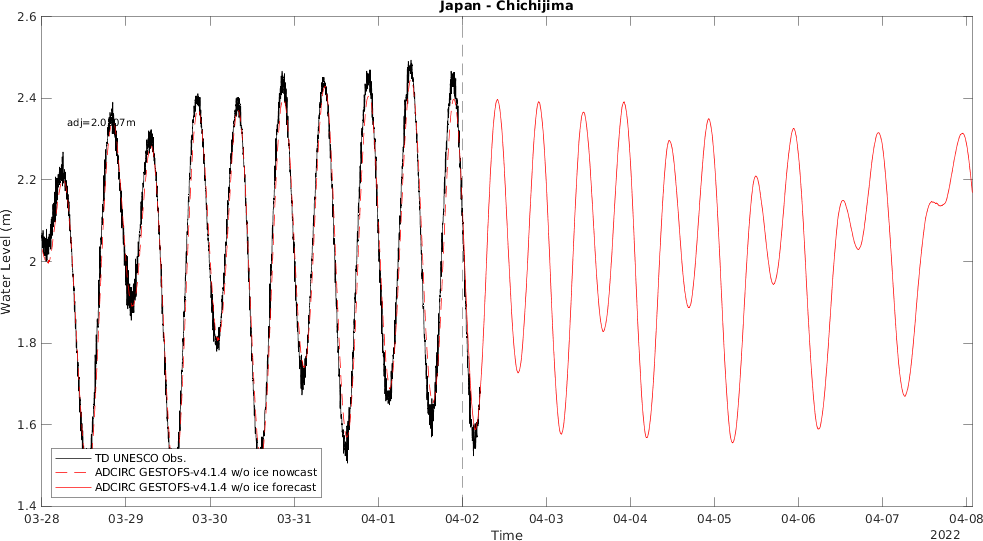 Japan - Chichijima
2.6
2.4
2.2
2
1.8
1.6
1.4
Water Level (m)
TD UNESCO Obs.
ADCIRC GESTOFS-v4.1.4 w/o ice nowcast
ADCIRC GESTOFS-v4.1.4 w/o ice forecast
03-28 03-29 03-30 03-31 04-01 04-02 04-03 04-04 04-05 04-06 04-07 04-08
Time
2022